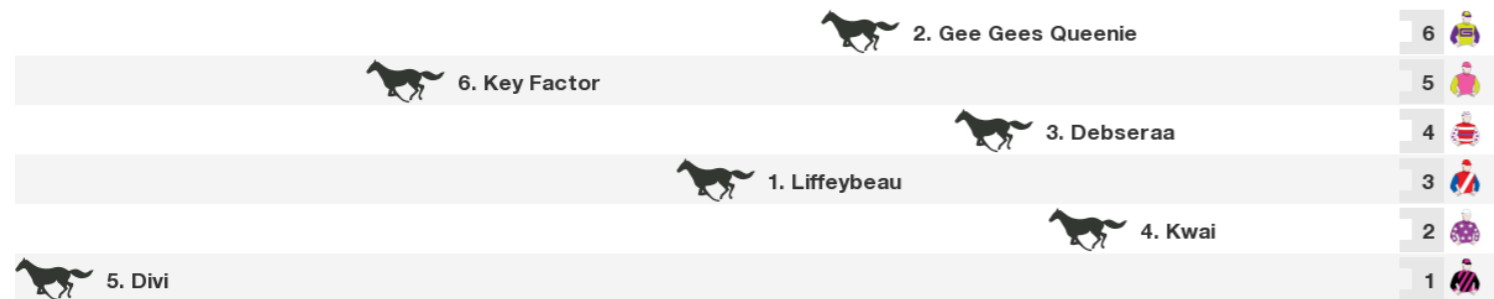 2. Gee Gees Queenie 6
6. Key Factor 5
3. Debseraa 4
1. Liffeybeau 3
4. Kwai 2
5. Divi 1